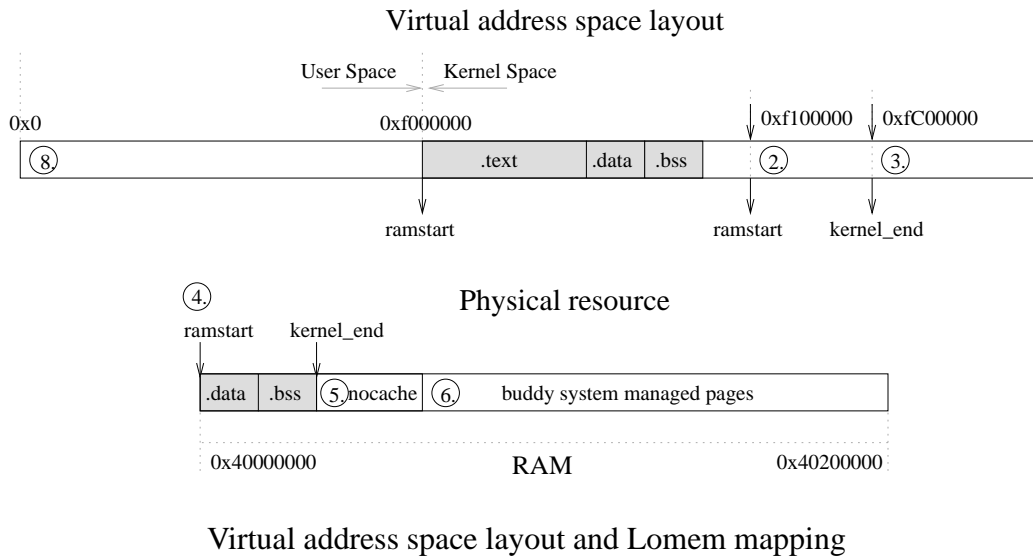 Virtual address space layout
User Space Kernel Space
0x0 0xf000000 0xf100000 0xfC00000
8. .text .data .bss 2. 3.
ramstart ramstart kernel_end
4. Physical resource
ramstart kernel_end
.data .bss 5. nocache 6. buddy system managed pages
0x40000000 RAM 0x40200000
Virtual address space layout and Lomem mapping